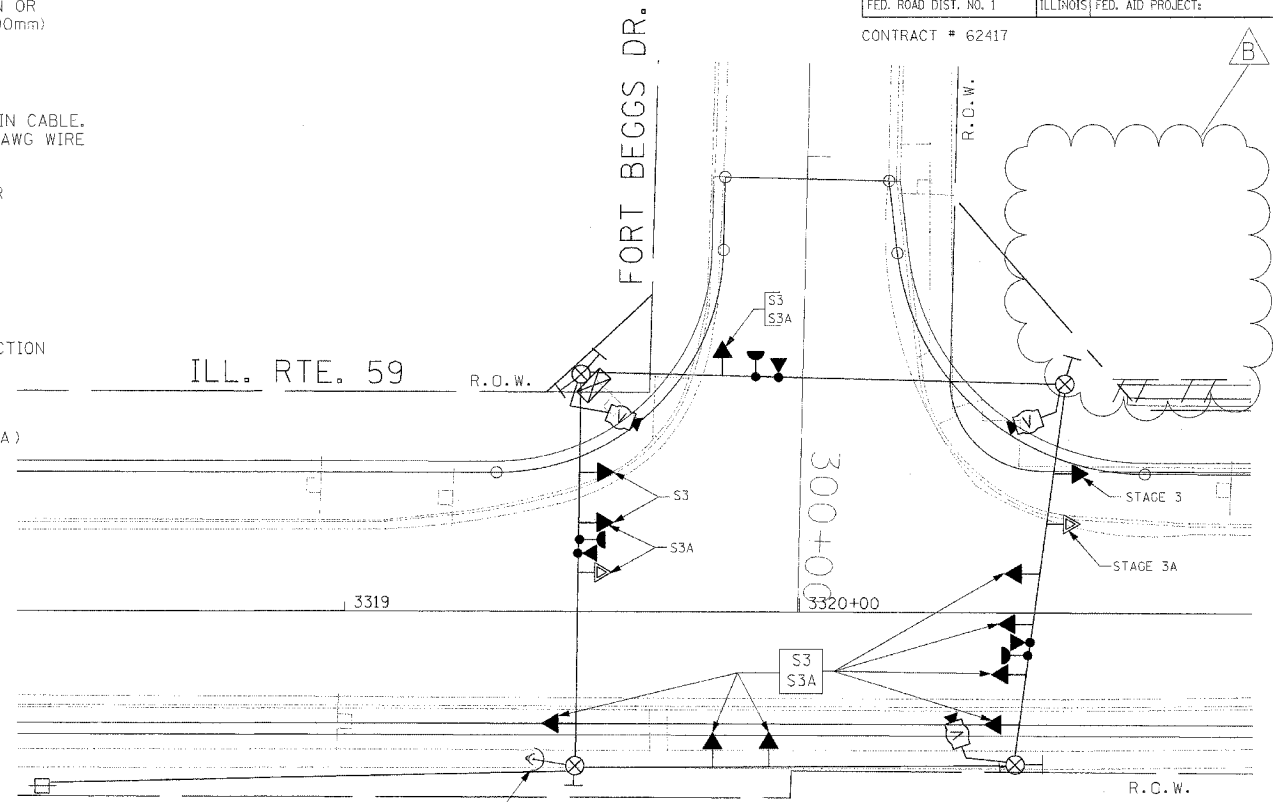 N OR
00mm)
IN CABLE.
AWG WIRE
R
CTION
A)
FED. ROAD DIST. NO. 1 ILLINOIS FED. AID PROJECT:
CONTRACT # 62417
B
FORT BEGGS DR.
R.O.W.
ILL. RTE. 59
R.O.W.
S3
S3A
V
V
S3
S3A
STAGE 3
STAGE 3A
300+00
3319
3320+00
S3
S3A
V
R.O.W.